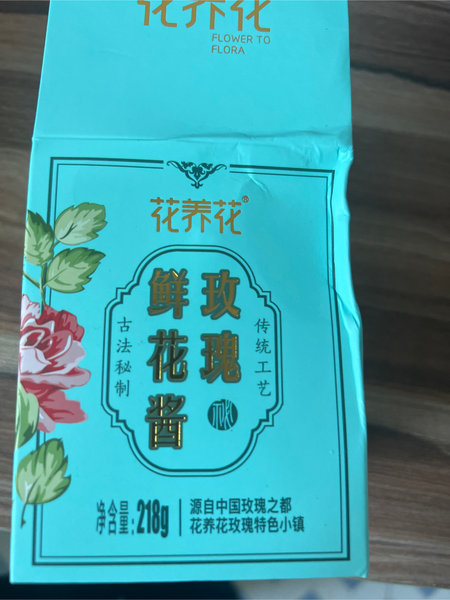 花养花
FLOWER TO
FLORA
花养花®
玫瑰
鲜花酱
传统工艺
古法秘制
净含量:218g
源自中国玫瑰之都
花养花玫瑰特色小镇